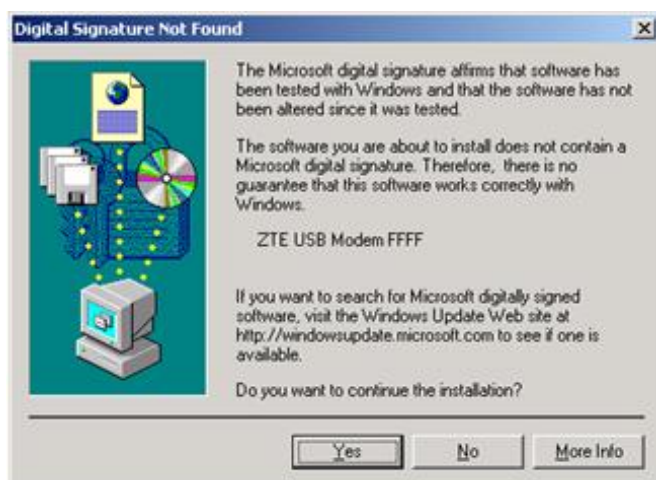 Digital Signature Not Found
The Microsoft digital signature affirms that software has
been tested with Windows and that the software has not
been altered since it was tested.
The software you are about to install does not contain a
Microsoft digital signature. Therefore, there is no
guarantee that this software works correctly with
Windows.
ZTE USB Modem FFFF
If you want to search for Microsoft digitally signed
software, visit the Windows Update Web site at
http://windowsupdate.microsoft.com to see if one is
available.
Do you want to continue the installation?
Yes No More Info